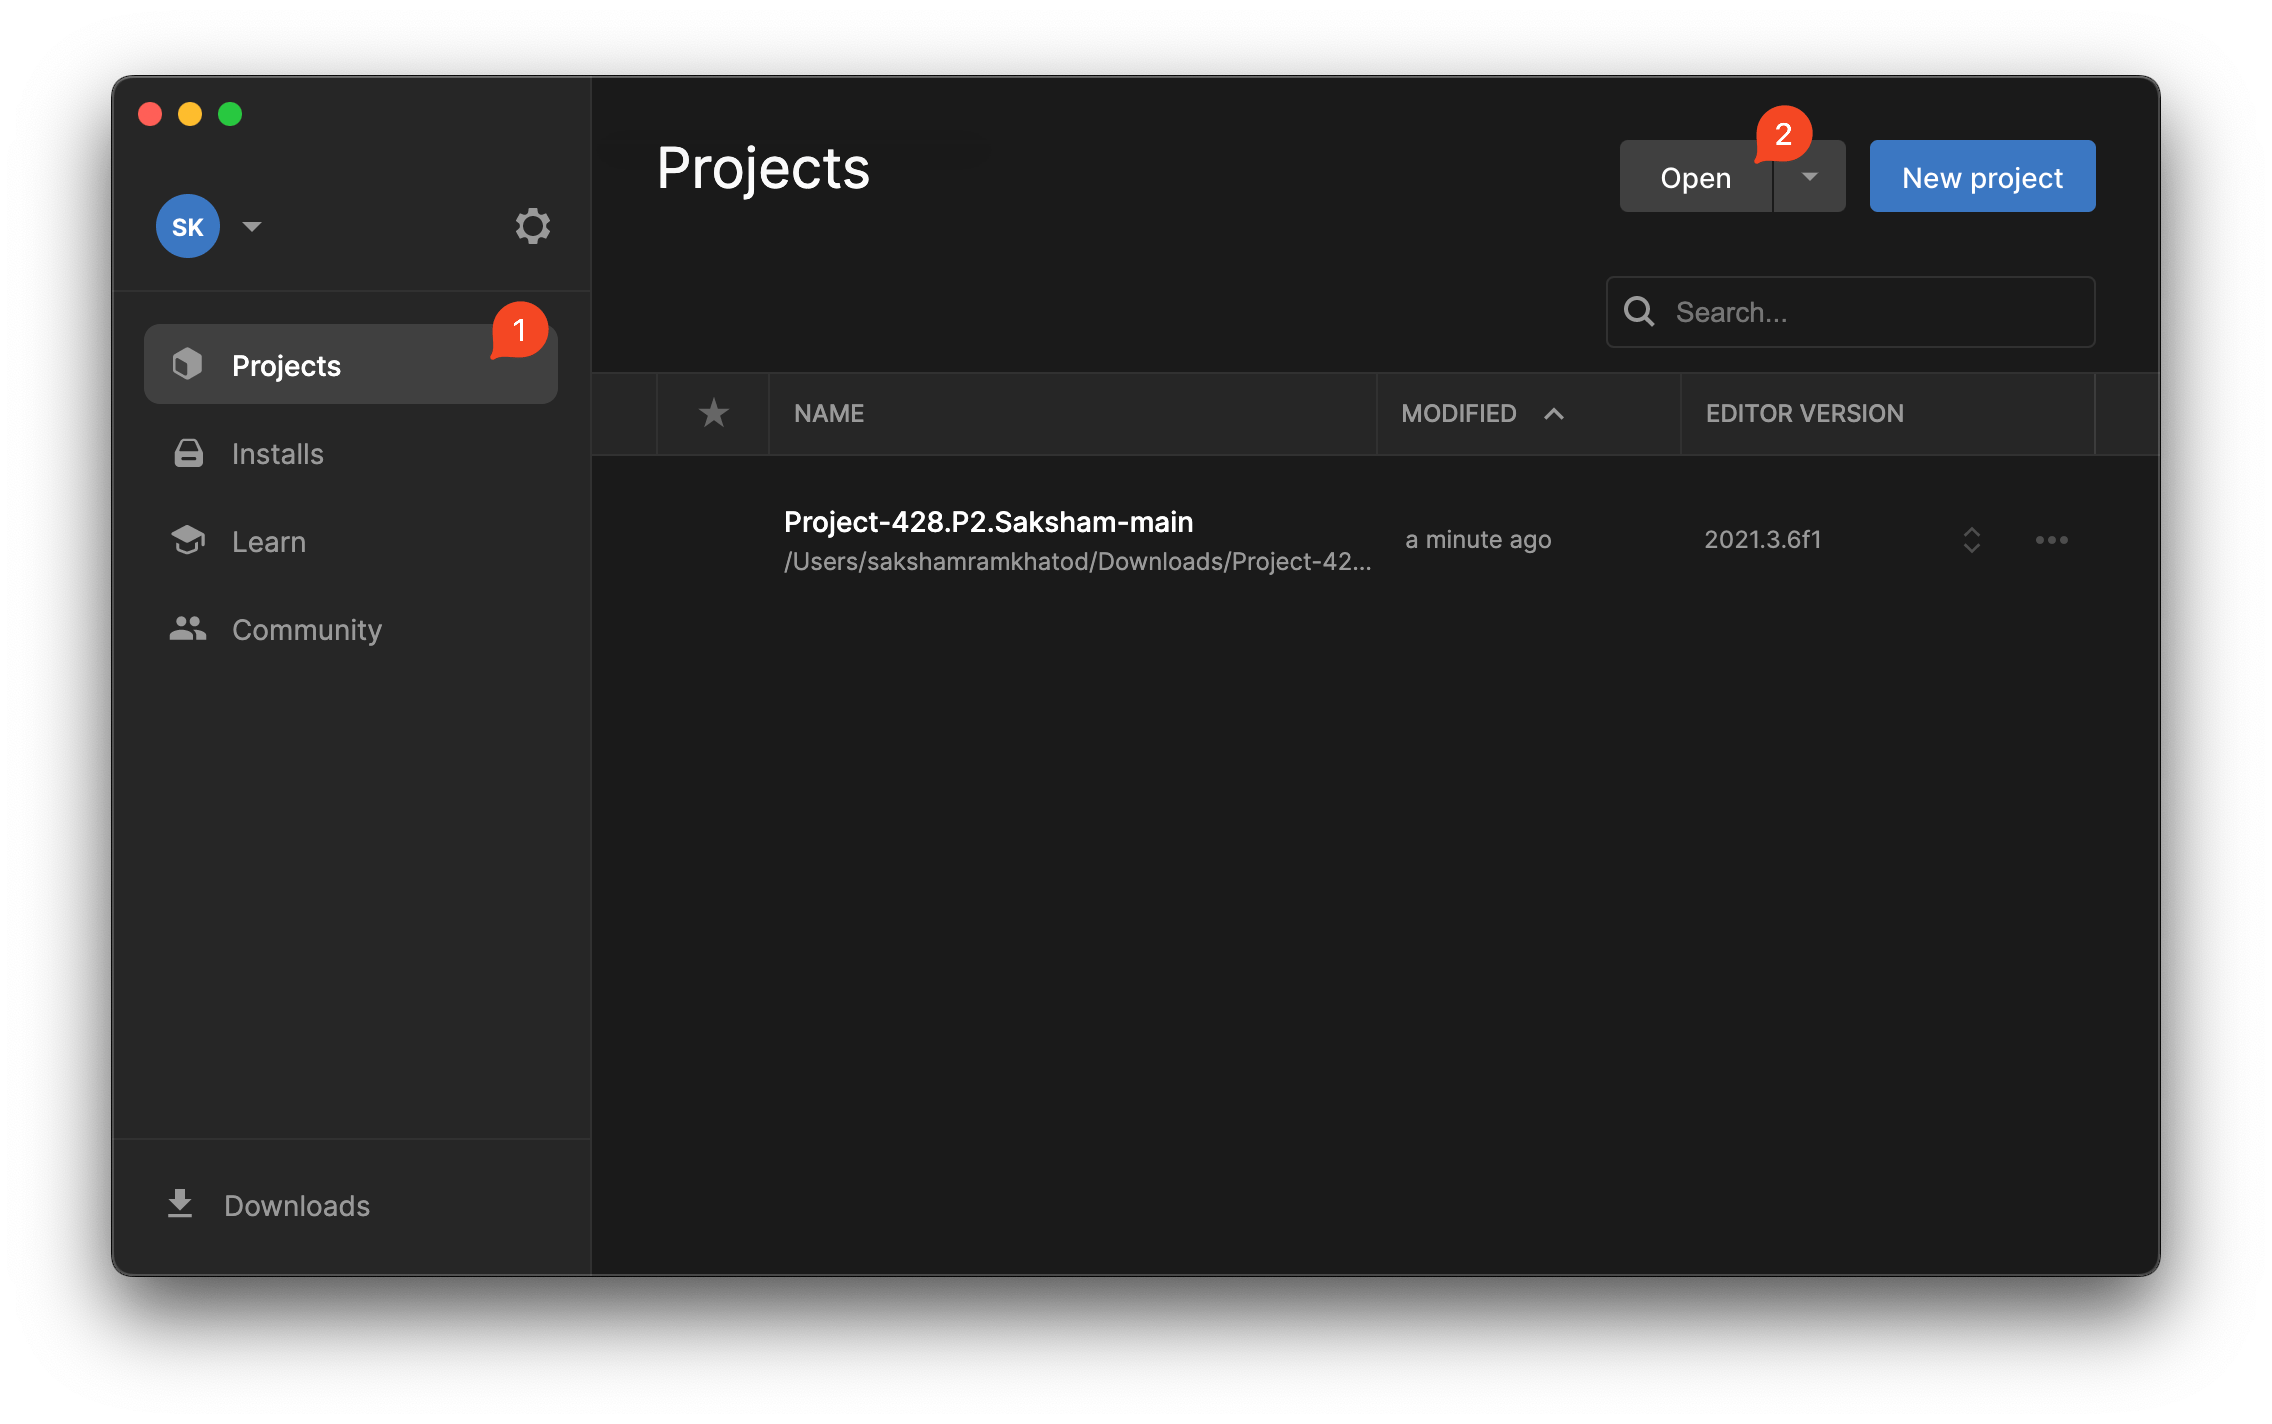 SK
Projects
1
Installs
Learn
Community
Downloads
Projects
Open
2
New project
Search...
NAME
MODIFIED
EDITOR VERSION
Project-428.P2.Saksham-main
/Users/sakshamramkhatod/Downloads/Project-42...
a minute ago
2021.3.6f1